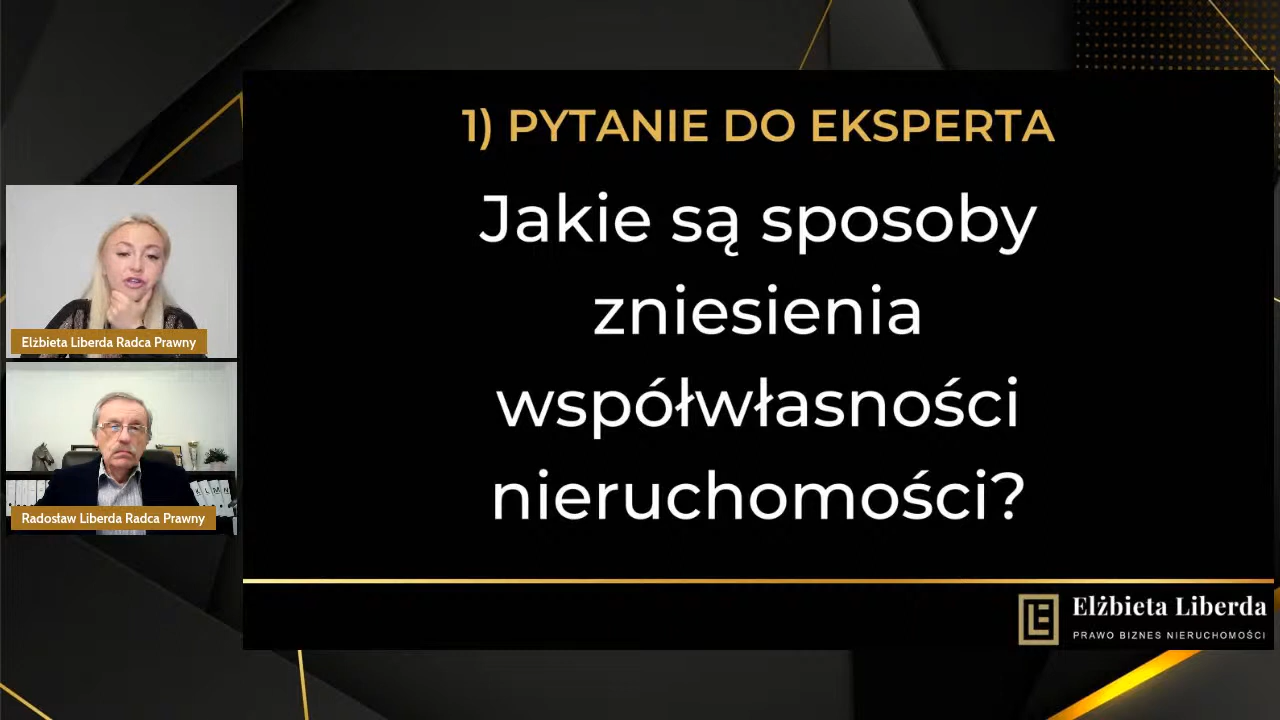 1) PYTANIE DO EKSPERTA
Jakie są sposoby
zniesienia
współwłasności
nieruchomości?
Elżbieta Liberda Radca Prawny
Radosław Liberda Radca Prawny
Elżbieta Liberda
PRAWO BIZNES NIERUCHOMOŚCI